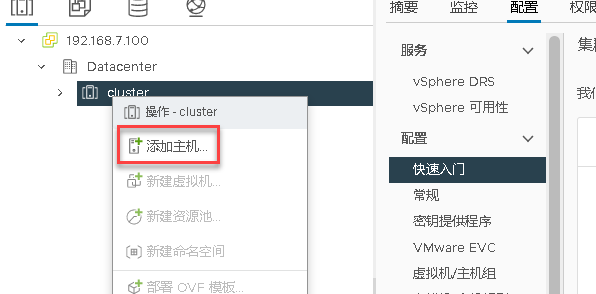 192.168.7.100
Datacenter
cluster
操作 - cluster
添加主机...
新建虚拟机...
新建资源池...
新建命名空间
部署 OVF 模板...
摘要 监控 配置 权限
服务
vSphere DRS
vSphere 可用性
配置
快速入门
常规
密钥提供程序
VMware EVC
虚拟机/主机组